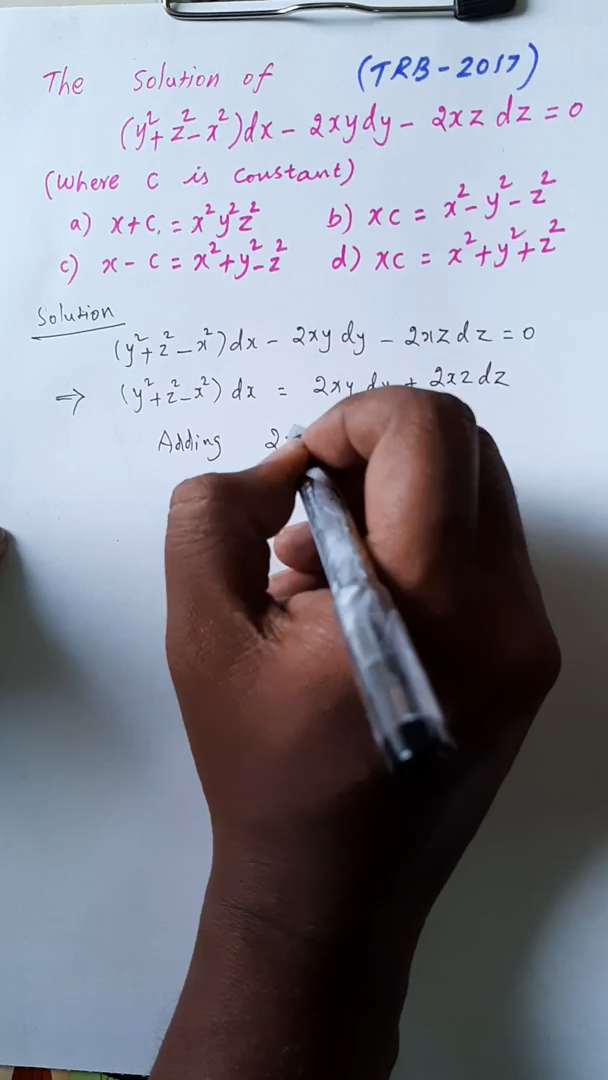 The Solution of (TRB-2017)
(y²+z²-x²)dx - 2xydy - 2xz dz = 0
(Where C is constant)
a) x+C, = x²y²z² b) xc = x²-y²-z²
c) x - C = x²+y²-z² d) xc = x²+y²+z²
Solution
(y²+z²-x²)dx - 2xy dy - 2xz dz = 0
⇒ (y²+z²-x²) dx = 2xy dy + 2xz dz
Adding